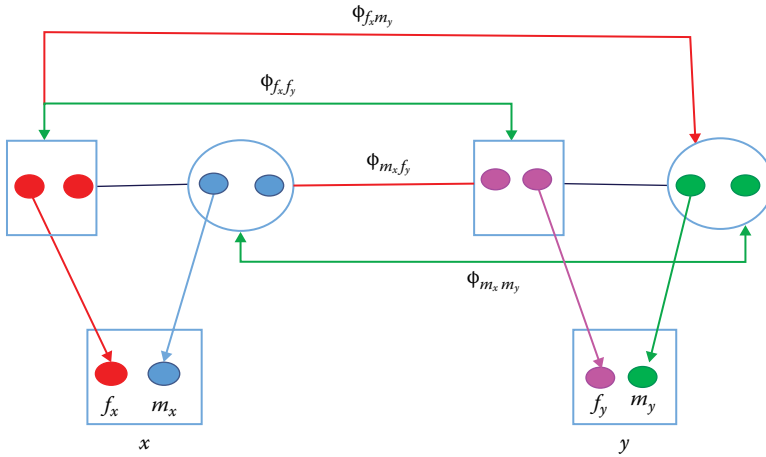 ϕ_{f_x m_y}
ϕ_{f_x f_y}
ϕ_{m_x f_y}
ϕ_{m_x m_y}
f_x m_x f_y m_y
x y